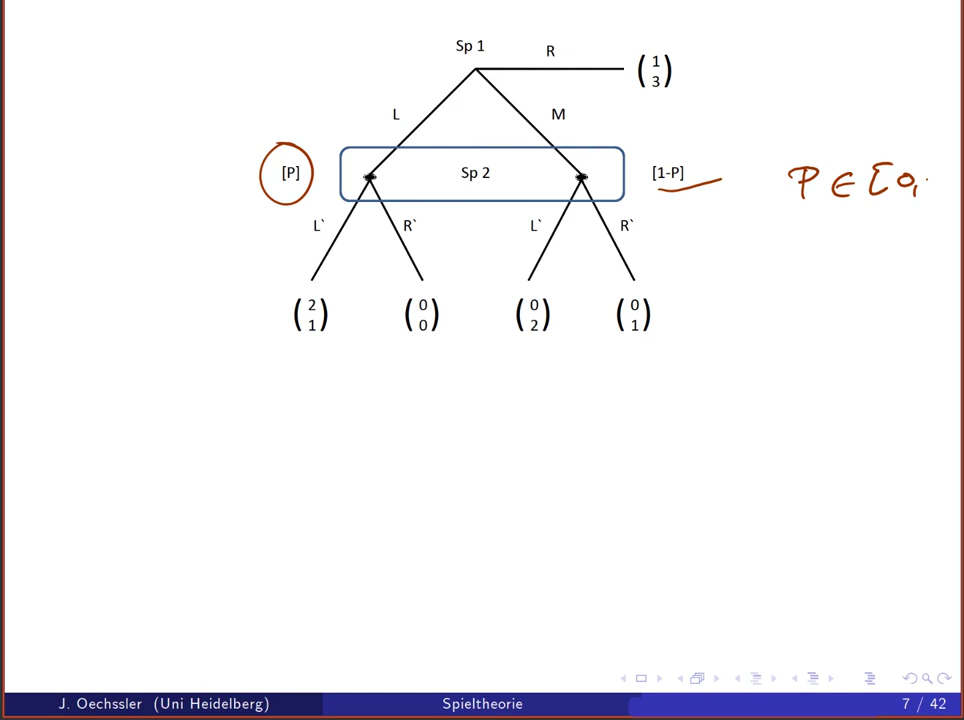 Sp 1
R
( 1 3 )
L
M
[P]
Sp 2
[1-P]
P ∈ [0,
L`
R`
L`
R`
( 2 1 )
( 0 0 )
( 0 2 )
( 0 1 )
J. Oechssler (Uni Heidelberg)
Spieltheorie
7 / 42